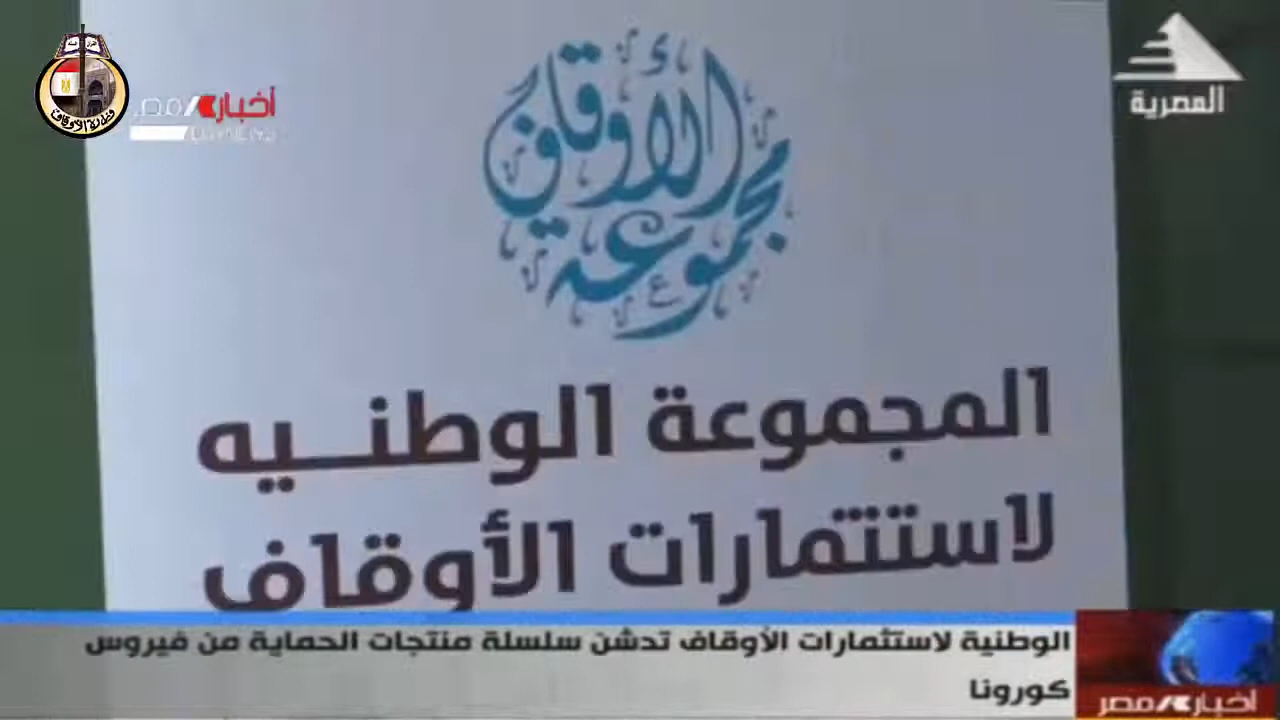 أخبار مصر
EGYNEWS
المصرية
مجموعة
الأوقاف
المجموعة الوطنيه
لاستثمارات الأوقاف
الوطنية لاستثمارات الأوقاف تدشن سلسلة منتجات الحماية من فيروس
كورونا
أخبار مصر